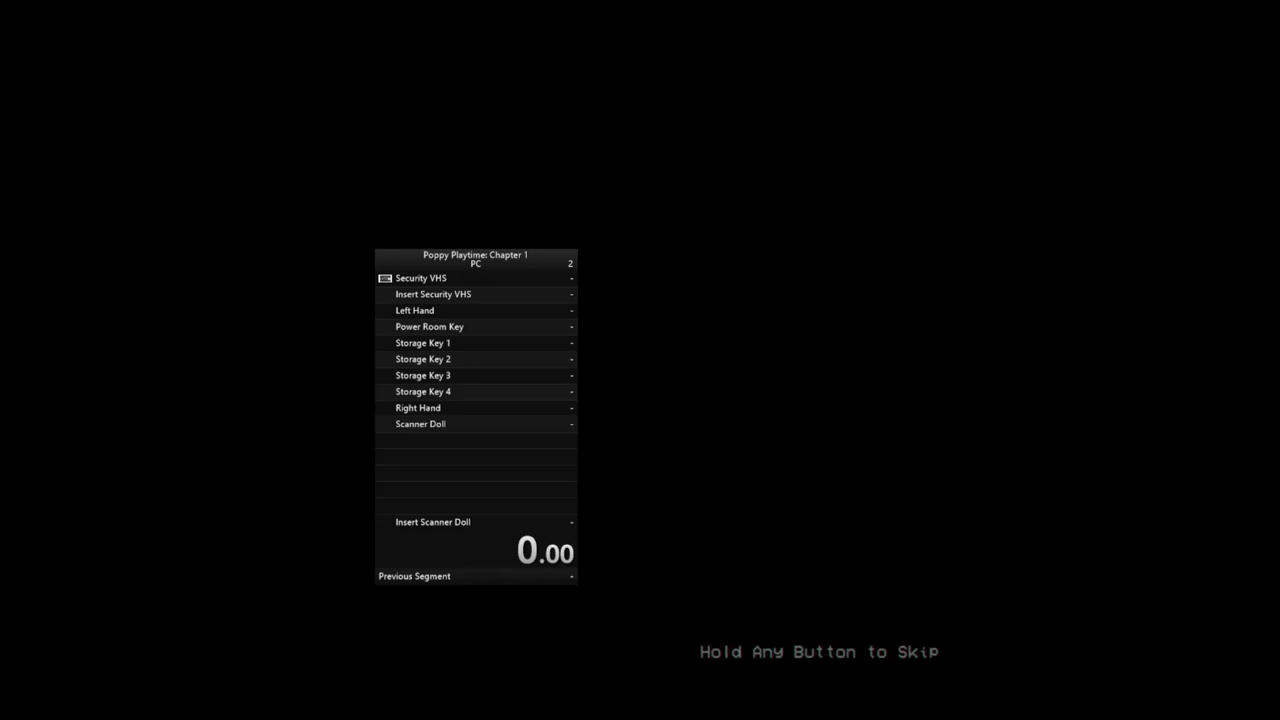 Poppy Playtime: Chapter 1
PC 2
Security VHS -
Insert Security VHS -
Left Hand -
Power Room Key -
Storage Key 1 -
Storage Key 2 -
Storage Key 3 -
Storage Key 4 -
Right Hand -
Scanner Doll -
Insert Scanner Doll -
0.00
Previous Segment -
Hold Any Button to Skip